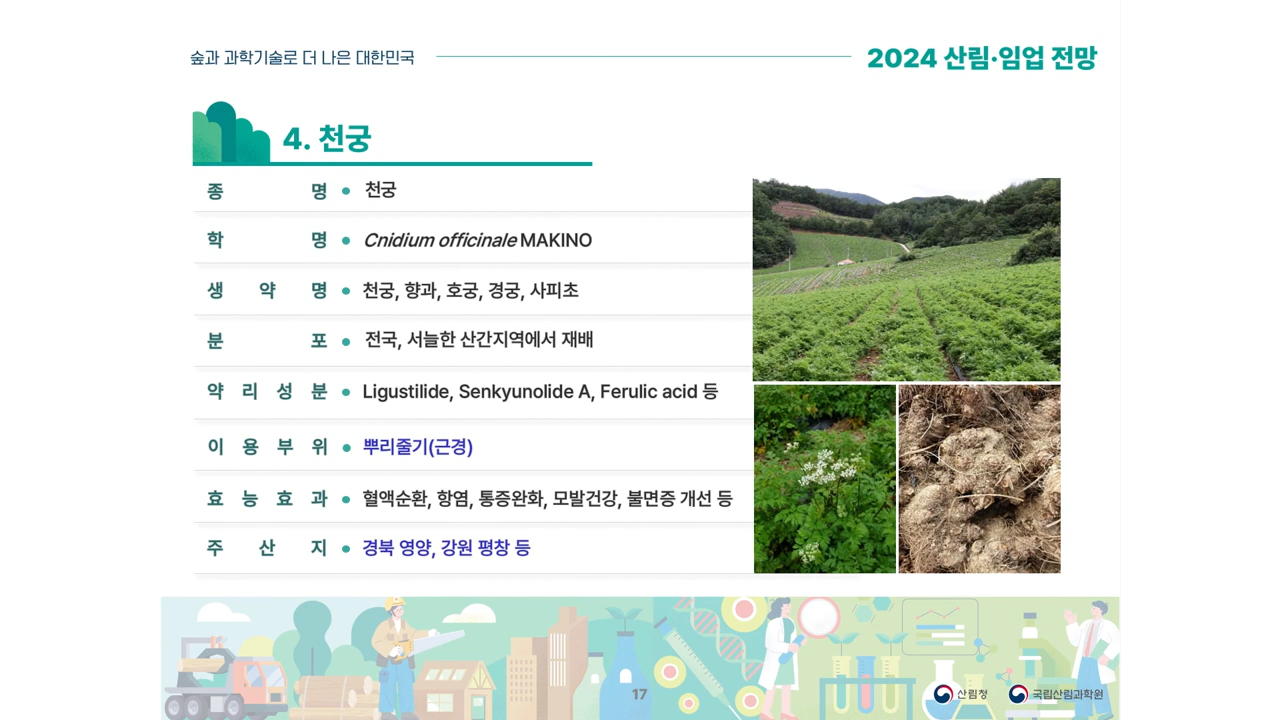 숲과 과학기술로 더 나은 대한민국
2024 산림·임업 전망
4. 천궁
종 명 • 천궁
학 명 • Cnidium officinale MAKINO
생 약 명 • 천궁, 향과, 호궁, 경궁, 사피초
분 포 • 전국, 서늘한 산간지역에서 재배
약 리 성 분 • Ligustilide, Senkyunolide A, Ferulic acid 등
이 용 부 위 • 뿌리줄기(근경)
효 능 효 과 • 혈액순환, 항염, 통증완화, 모발건강, 불면증 개선 등
주 산 지 • 경북 영양, 강원 평창 등
17
산림청
국립산림과학원